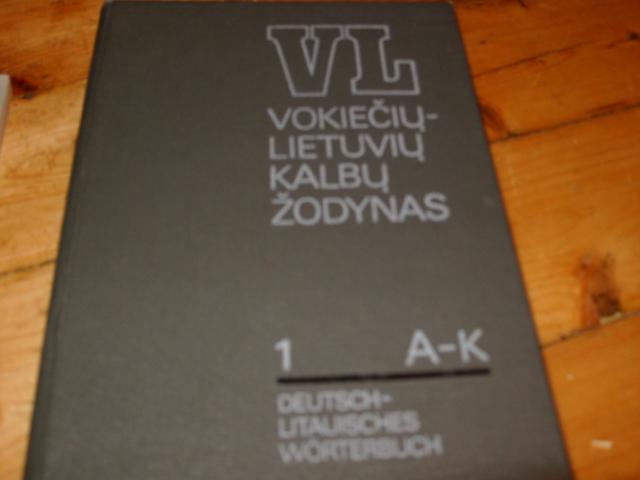 VL
VOKIEČIŲ-
LIETUVIŲ
KALBŲ
ŽODYNAS
1 A-K
DEUTSCH-
LITAUISCHES
WÖRTERBUCH